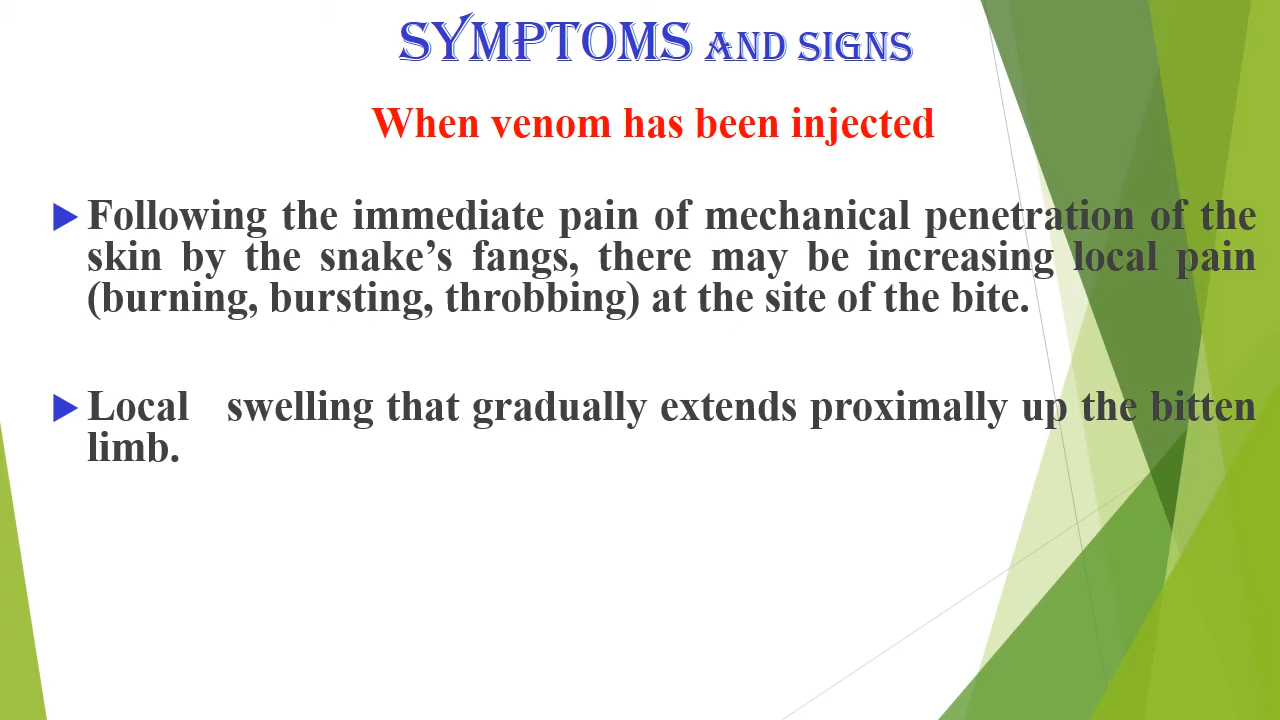 SYMPTOMS AND SIGNS
When venom has been injected
Following the immediate pain of mechanical penetration of the
skin by the snake’s fangs, there may be increasing local pain
(burning, bursting, throbbing) at the site of the bite.
Local swelling that gradually extends proximally up the bitten
limb.